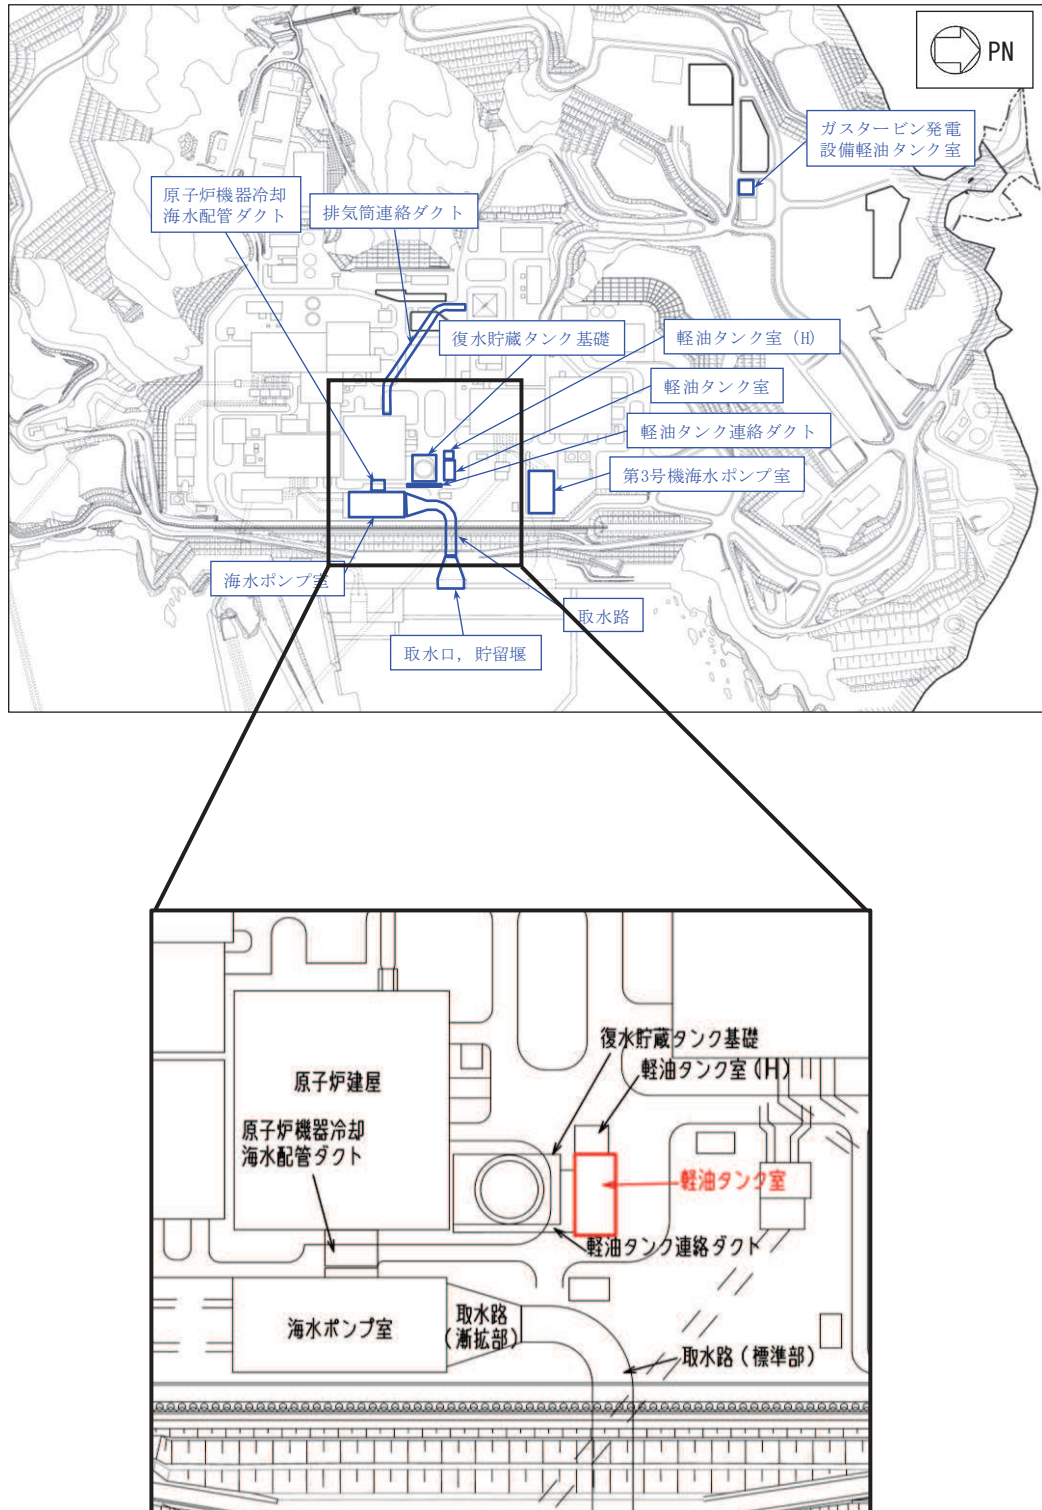 PN
ガスタービン発電
設備軽油タンク室
原子炉機器冷却
海水配管ダクト
排気筒連絡ダクト
復水貯蔵タンク基礎
軽油タンク室 (H)
軽油タンク室
軽油タンク連絡ダクト
第3号機海水ポンプ室
海水ポンプ室
取水路
取水口，貯留堰
復水貯蔵タンク基礎
軽油タンク室 (H)
原子炉建屋
原子炉機器冷却
海水配管ダクト
軽油タンク室
軽油タンク連絡ダクト
海水ポンプ室
取水路
(漸拡部)
取水路 (標準部)